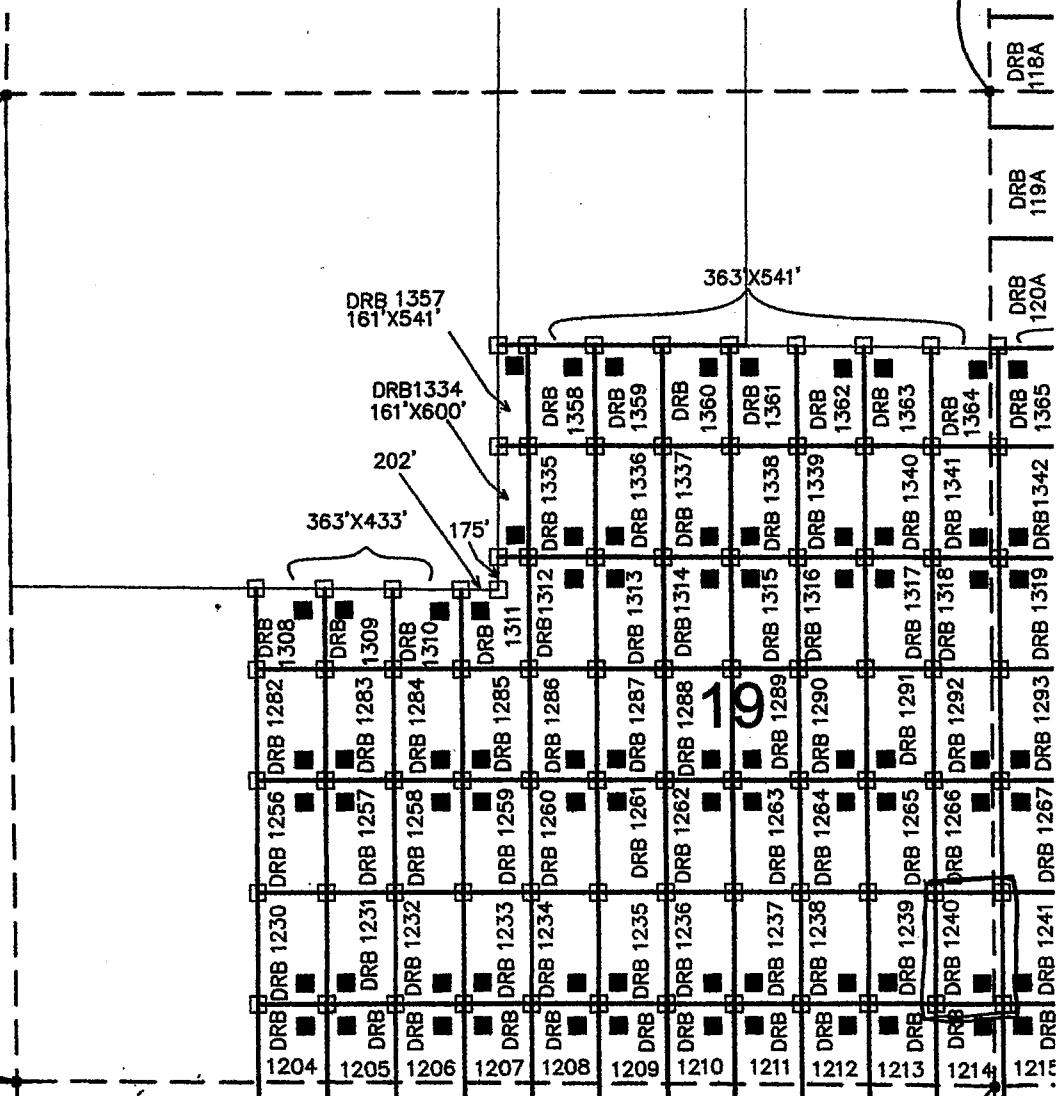 DRB
118A
DRB
119A
DRB
120A
363'X541'
DRB 1357
161'X541'
DRB1334
161'X600'
202'
363'X433'
175'
DRB
1358
DRB
1359
DRB
1360
DRB
1361
DRB
1362
DRB
1363
DRB
1364
DRB
1365
DRB 1335
DRB 1336
DRB 1337
DRB 1338
DRB 1339
DRB 1340
DRB 1341
DRB1342
DRB
1308
DRB
1309
DRB
1310
DRB
1311
DRB1312
DRB 1313
DRB 1314
DRB 1315
DRB 1316
DRB 1317
DRB 1318
DRB 1319
DRB 1282
DRB 1283
DRB 1284
DRB 1285
DRB 1286
DRB 1287
DRB 1288
19
DRB 1289
DRB 1290
DRB 1291
DRB 1292
DRB 1293
DRB 1256
DRB 1257
DRB 1258
DRB 1259
DRB 1260
DRB 1261
DRB 1262
DRB 1263
DRB 1264
DRB 1265
DRB 1266
DRB 1267
DRB 1230
DRB 1231
DRB 1232
DRB 1233
DRB 1234
DRB 1235
DRB 1236
DRB 1237
DRB 1238
DRB 1239
DRB 1240
DRB 1241
DRB
1204
DRB
1205
DRB
1206
DRB
1207
DRB
1208
DRB
1209
DRB
1210
DRB
1211
DRB
1212
DRB
1213
DRB
1214
DRB
1215